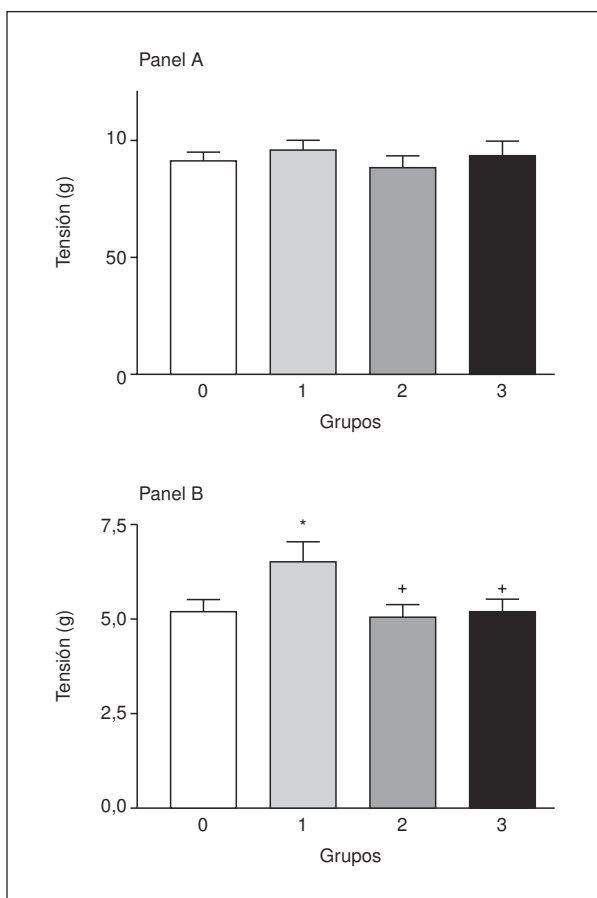 Panel A
10
50
0
Tensión (g)
0 1 2 3
Grupos
Panel B
7,5
5,0
2,5
0,0
Tensión (g)
*
+ +
0 1 2 3
Grupos